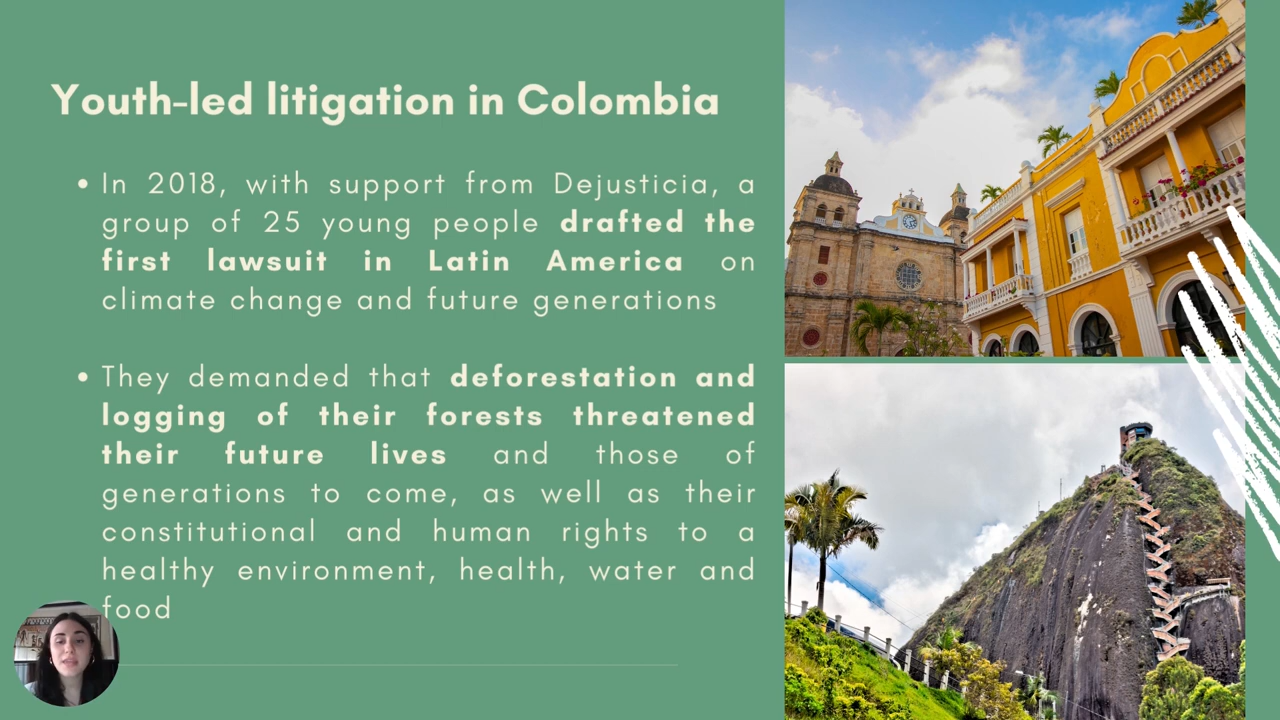 Youth-led litigation in Colombia
• In 2018, with support from Dejusticia, a
group of 25 young people drafted the
first lawsuit in Latin America on
climate change and future generations
• They demanded that deforestation and
logging of their forests threatened
their future lives and those of
generations to come, as well as their
constitutional and human rights to a
healthy environment, health, water and
food